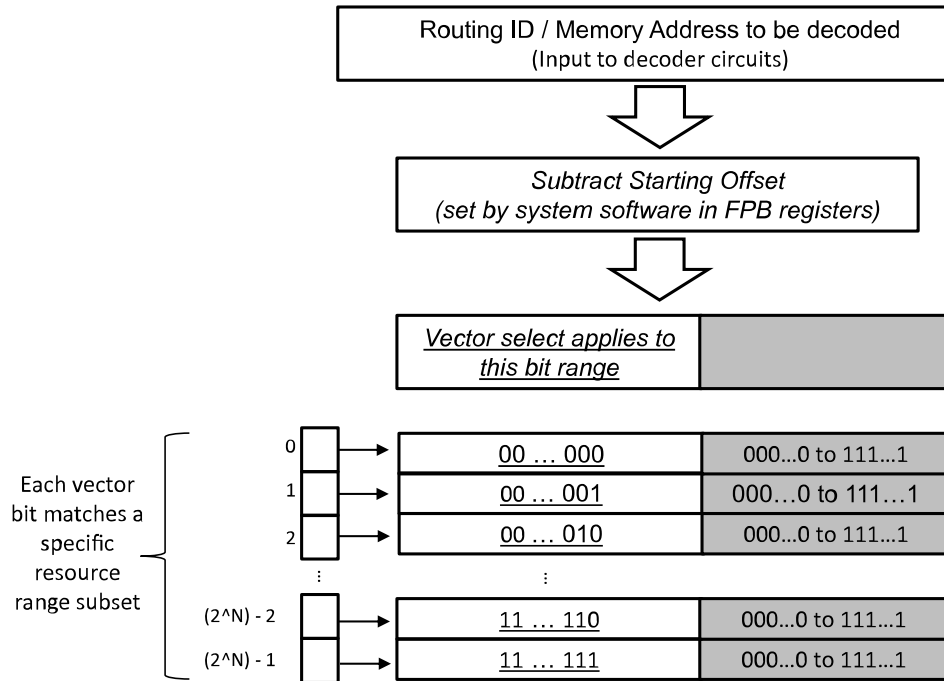 Routing ID / Memory Address to be decoded
(Input to decoder circuits)
Subtract Starting Offset
(set by system software in FPB registers)
Vector select applies to
this bit range
Each vector
bit matches a
specific
resource
range subset
0
00 … 000
000...0 to 111...1
1
00 … 001
000…0 to 111…1
2
00 … 010
000...0 to 111...1
...
...
(2^N) - 2
11 … 110
000...0 to 111...1
(2^N) - 1
11 … 111
000...0 to 111...1